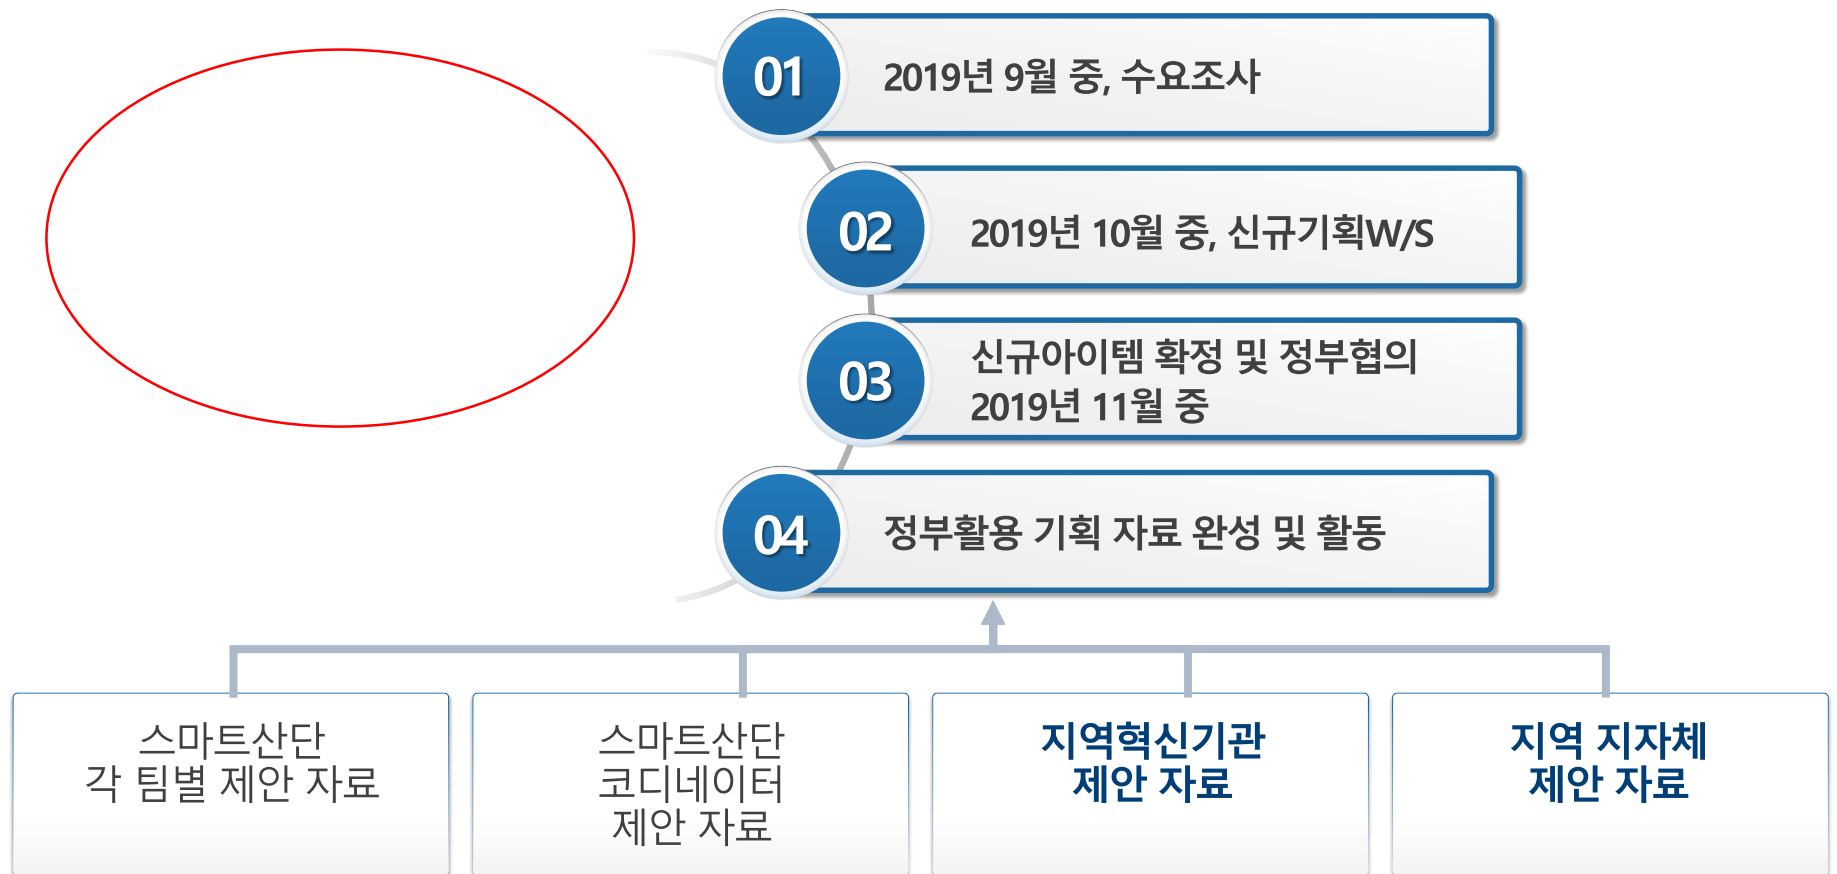 01
2019년 9월 중, 수요조사
02
2019년 10월 중, 신규기획W/S
03
신규아이템 확정 및 정부협의
2019년 11월 중
04
정부활용 기획 자료 완성 및 활동
스마트산단
각 팀별 제안 자료
스마트산단
코디네이터
제안 자료
지역혁신기관
제안 자료
지역 지자체
제안 자료